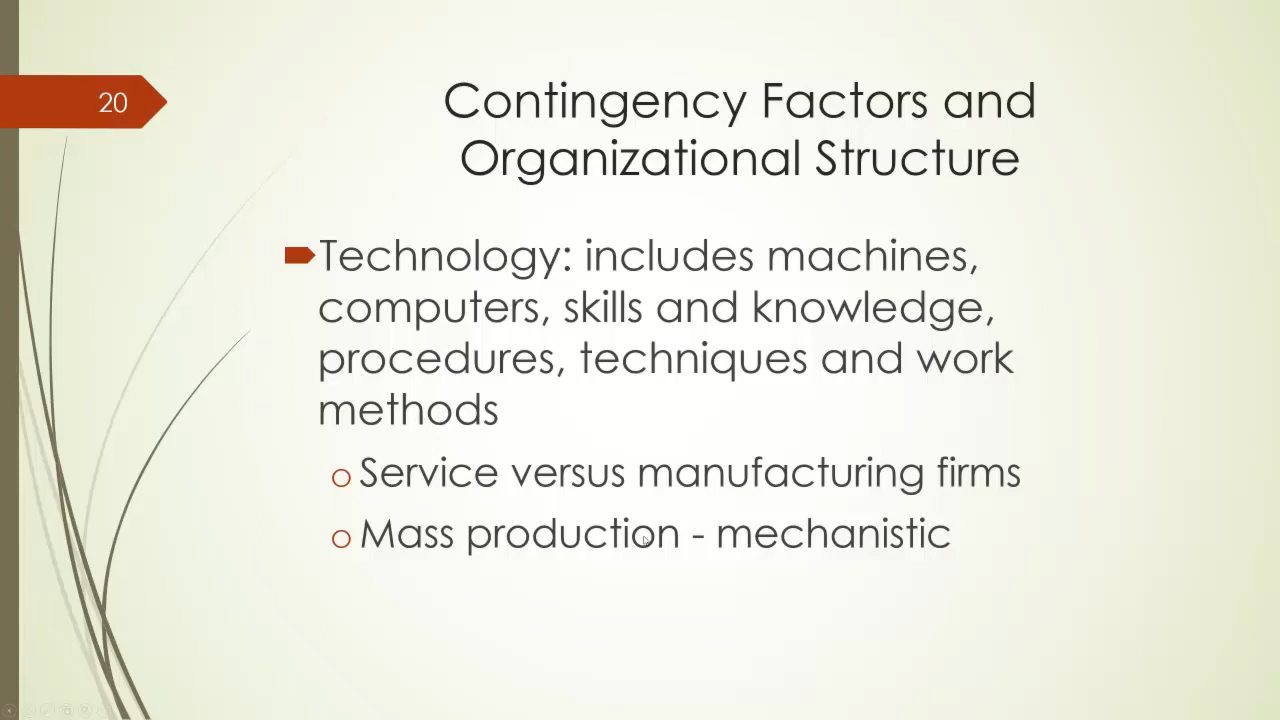 20
Contingency Factors and
Organizational Structure
Technology: includes machines,
computers, skills and knowledge,
procedures, techniques and work
methods
o Service versus manufacturing firms
o Mass production - mechanistic